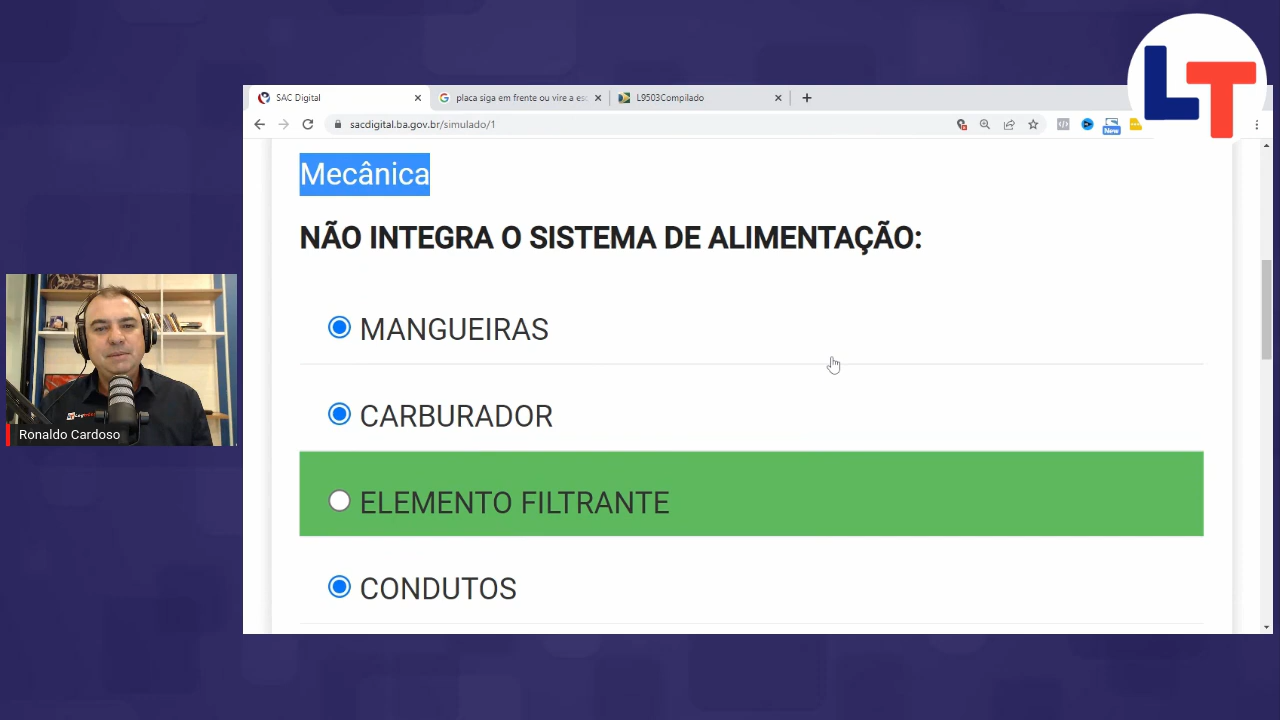 LT
SAC Digital
placa siga em frente ou vire a es
L9503Compilado
sacdigital.ba.gov.br/simulado/1
New
Mecânica
NÃO INTEGRA O SISTEMA DE ALIMENTAÇÃO:
MANGUEIRAS
CARBURADOR
ELEMENTO FILTRANTE
CONDUTOS
Ronaldo Cardoso